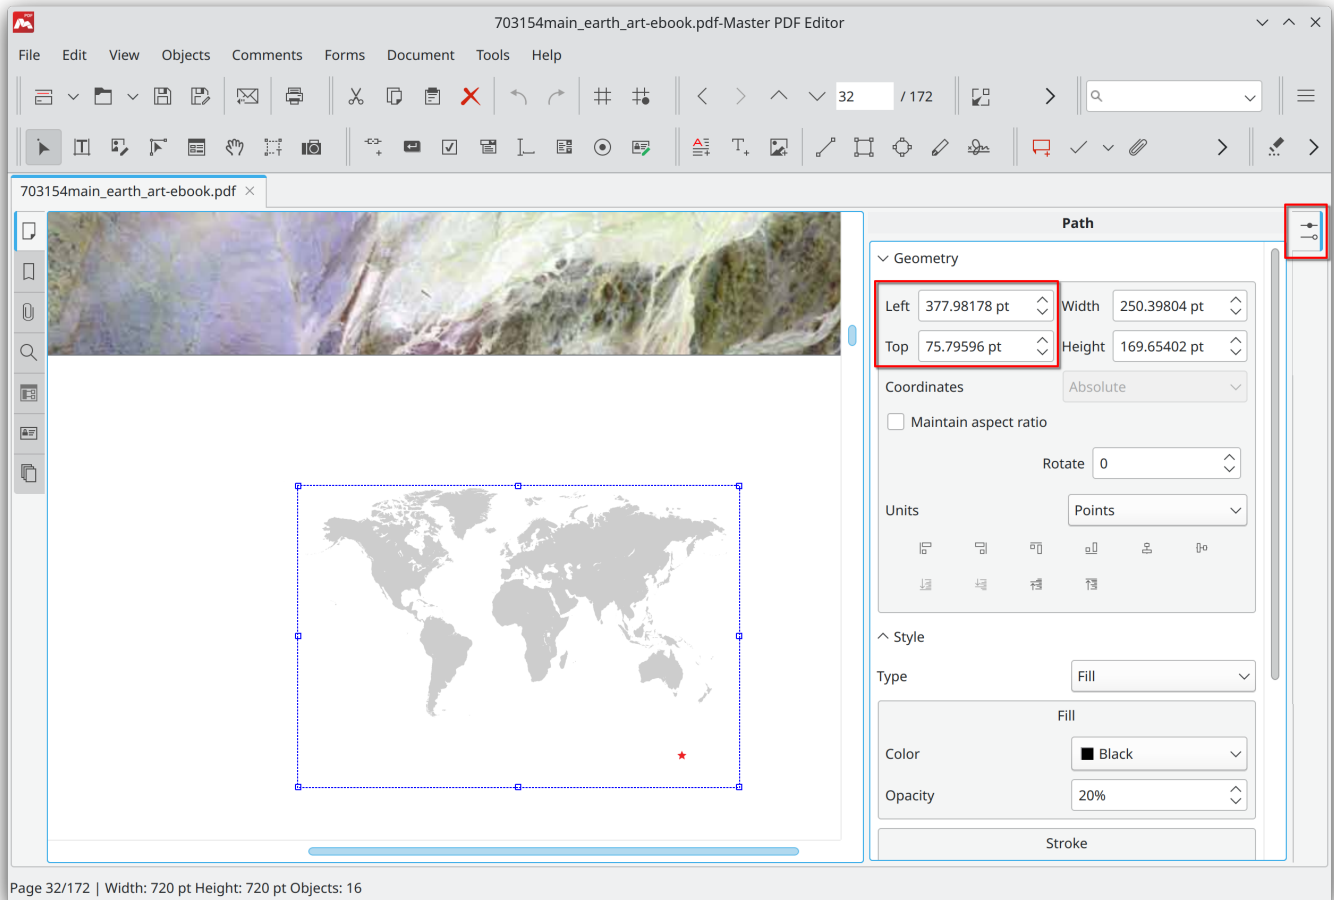 703154main_earth_art-ebook.pdf-Master PDF Editor
File Edit View Objects Comments Forms Document Tools Help
32 / 172
703154main_earth_art-ebook.pdf
Path
Geometry
Left 377.98178 pt Width 250.39804 pt
Top 75.79596 pt Height 169.65402 pt
Coordinates Absolute
Maintain aspect ratio
Rotate 0
Units Points
Style
Type Fill
Fill
Color Black
Opacity 20%
Stroke
Page 32/172 | Width: 720 pt Height: 720 pt Objects: 16